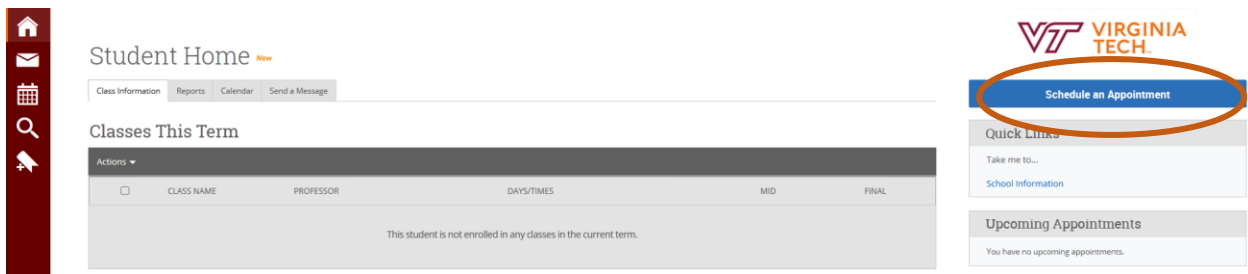 Student Home New
Class Information Reports Calendar Send a Message
Classes This Term
Actions
CLASS NAME PROFESSOR DAYS/TIMES MID FINAL
This student is not enrolled in any classes in the current term.
VT VIRGINIA
TECH™
Schedule an Appointment
Quick Links
Take me to...
School Information
Upcoming Appointments
You have no upcoming appointments.